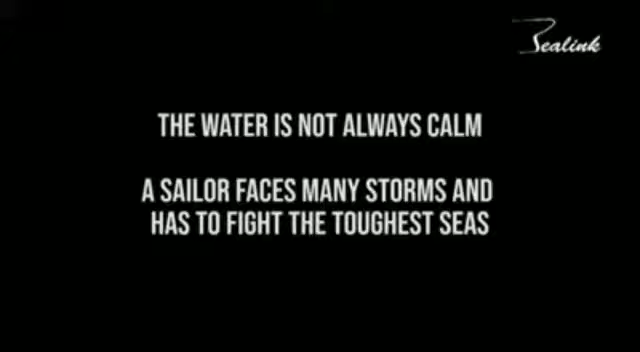 Sealink
THE WATER IS NOT ALWAYS CALM
A SAILOR FACES MANY STORMS AND
HAS TO FIGHT THE TOUGHEST SEAS